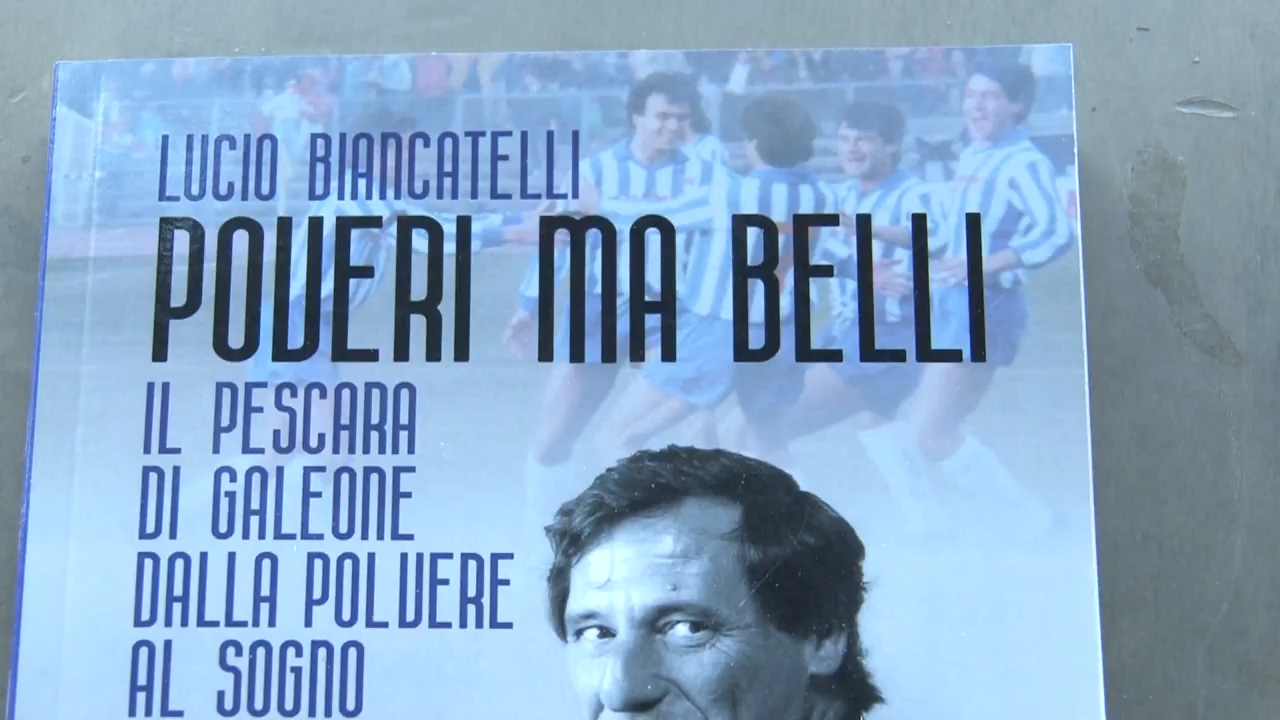 LUCIO BIANCATELLI
POVERI MA BELLI
IL PESCARA
DI GALEONE
DALLA POLVERE
AL SOGNO